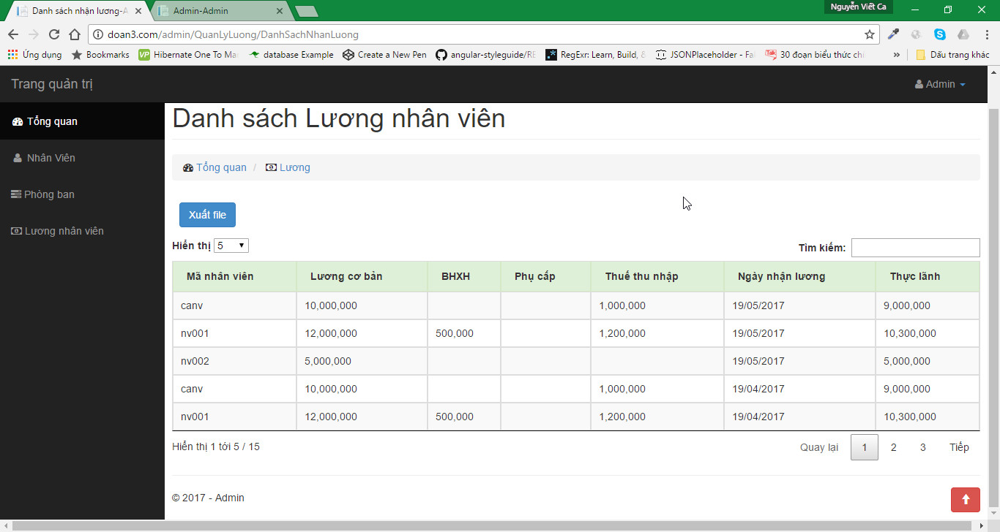 Danh sách nhận lương-A
Admin-Admin
Nguyễn Viết Ca
doan3.com/admin/QuanLyLuong/DanhSachNhanLuong
Ứng dụng Bookmarks VP Hibernate One To Ma database Example Create a New Pen angular-styleguide/RE RegExr: Learn, Build, & JSONPlaceholder - Fa 30 đoạn biểu thức chí » Dấu trang khác
Trang quản trị Admin
Tổng quan
Nhân Viên
Phòng ban
Lương nhân viên
Danh sách Lương nhân viên
Tổng quan / Lương
Xuất file
Hiển thị 5 Tìm kiếm:
Mã nhân viên Lương cơ bản BHXH Phụ cấp Thuế thu nhập Ngày nhận lương Thực lãnh
canv 10,000,000 1,000,000 19/05/2017 9,000,000
nv001 12,000,000 500,000 1,200,000 19/05/2017 10,300,000
nv002 5,000,000 19/05/2017 5,000,000
canv 10,000,000 1,000,000 19/04/2017 9,000,000
nv001 12,000,000 500,000 1,200,000 19/04/2017 10,300,000
Hiển thị 1 tới 5 / 15 Quay lại 1 2 3 Tiếp
© 2017 - Admin